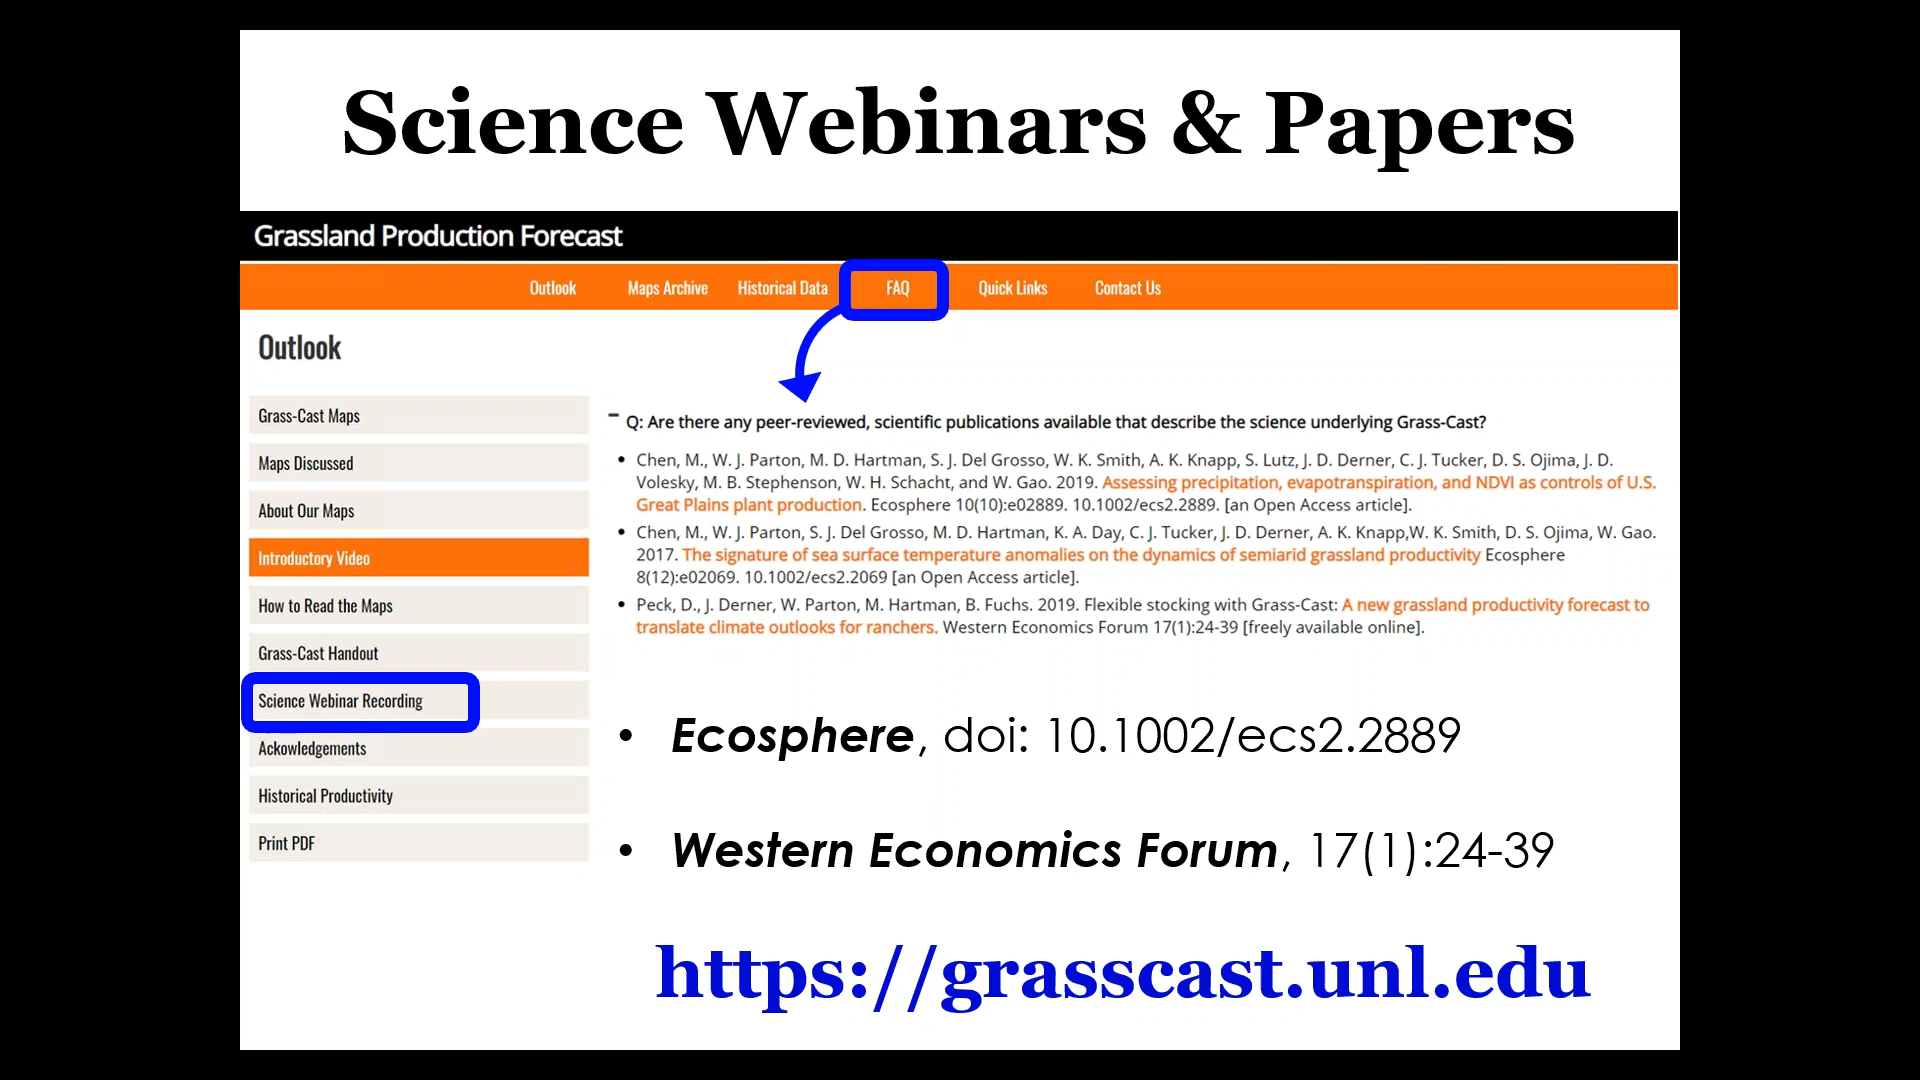 Science Webinars & Papers
Grassland Production Forecast
Outlook Maps Archive Historical Data FAQ Quick Links Contact Us
Outlook
Grass-Cast Maps
Maps Discussed
About Our Maps
Introductory Video
How to Read the Maps
Grass-Cast Handout
Science Webinar Recording
Ackowledgements
Historical Productivity
Print PDF
– Q: Are there any peer-reviewed, scientific publications available that describe the science underlying Grass-Cast?
• Chen, M., W. J. Parton, M. D. Hartman, S. J. Del Grosso, W. K. Smith, A. K. Knapp, S. Lutz, J. D. Derner, C. J. Tucker, D. S. Ojima, J. D.
Volesky, M. B. Stephenson, W. H. Schacht, and W. Gao. 2019. Assessing precipitation, evapotranspiration, and NDVI as controls of U.S.
Great Plains plant production. Ecosphere 10(10):e02889. 10.1002/ecs2.2889. [an Open Access article].
• Chen, M., W. J. Parton, S. J. Del Grosso, M. D. Hartman, K. A. Day, C. J. Tucker, J. D. Derner, A. K. Knapp,W. K. Smith, D. S. Ojima, W. Gao.
2017. The signature of sea surface temperature anomalies on the dynamics of semiarid grassland productivity Ecosphere
8(12):e02069. 10.1002/ecs2.2069 [an Open Access article].
• Peck, D., J. Derner, W. Parton, M. Hartman, B. Fuchs. 2019. Flexible stocking with Grass-Cast: A new grassland productivity forecast to
translate climate outlooks for ranchers. Western Economics Forum 17(1):24-39 [freely available online].
• Ecosphere, doi: 10.1002/ecs2.2889
• Western Economics Forum, 17(1):24-39
https://grasscast.unl.edu